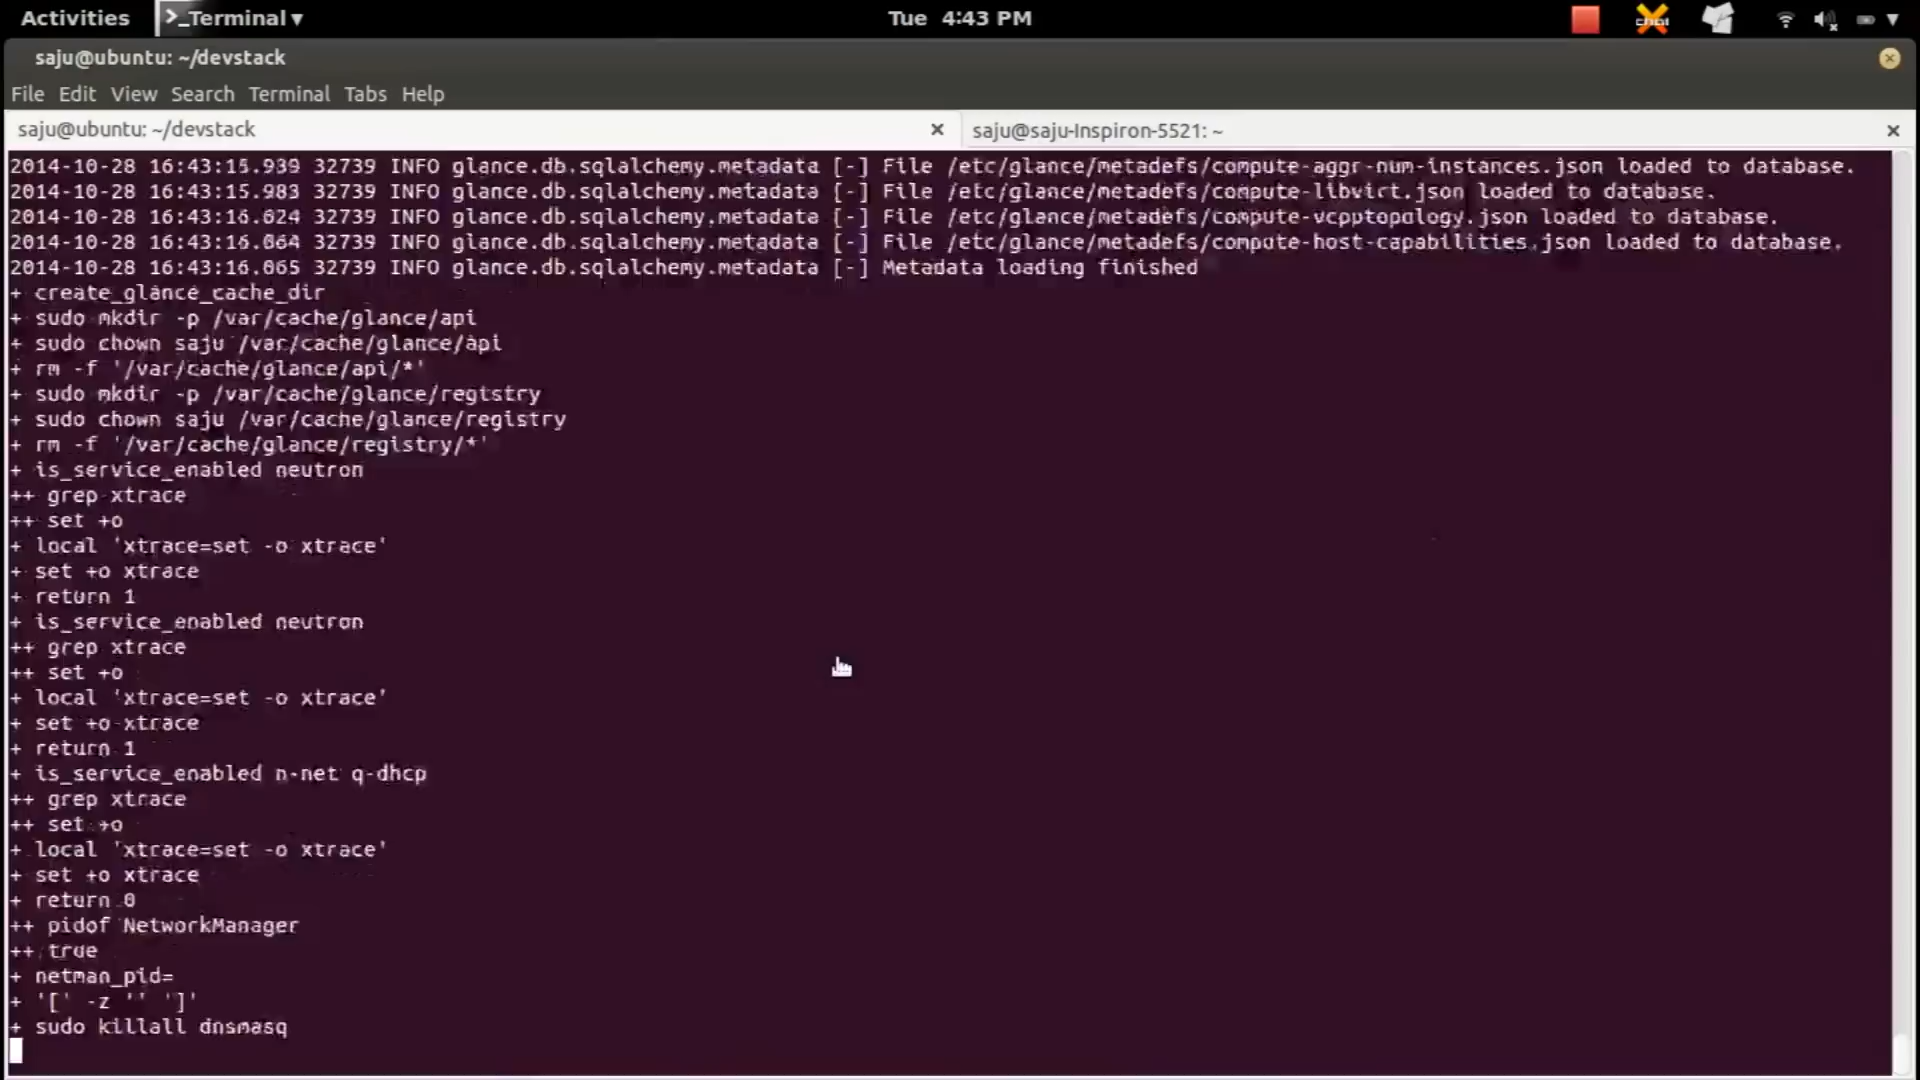 Activities >_Terminal ▾ Tue 4:43 PM
saju@ubuntu: ~/devstack
File Edit View Search Terminal Tabs Help
saju@ubuntu: ~/devstack × saju@saju-Inspiron-5521: ~ ×
2014-10-28 16:43:15.939 32739 INFO glance.db.sqlalchemy.metadata [-] File /etc/glance/metadefs/compute-aggr-num-instances.json loaded to database.
2014-10-28 16:43:15.983 32739 INFO glance.db.sqlalchemy.metadata [-] File /etc/glance/metadefs/compute-libvirt.json loaded to database.
2014-10-28 16:43:16.024 32739 INFO glance.db.sqlalchemy.metadata [-] File /etc/glance/metadefs/compute-vcputopology.json loaded to database.
2014-10-28 16:43:16.064 32739 INFO glance.db.sqlalchemy.metadata [-] File /etc/glance/metadefs/compute-host-capabilities.json loaded to database.
2014-10-28 16:43:16.065 32739 INFO glance.db.sqlalchemy.metadata [-] Metadata loading finished
+ create_glance_cache_dir
+ sudo mkdir -p /var/cache/glance/api
+ sudo chown saju /var/cache/glance/api
+ rm -f '/var/cache/glance/api/*'
+ sudo mkdir -p /var/cache/glance/registry
+ sudo chown saju /var/cache/glance/registry
+ rm -f '/var/cache/glance/registry/*'
+ is_service_enabled neutron
++ grep xtrace
++ set +o
+ local 'xtrace=set -o xtrace'
+ set +o xtrace
+ return 1
+ is_service_enabled neutron
++ grep xtrace
++ set +o
+ local 'xtrace=set -o xtrace'
+ set +o xtrace
+ return 1
+ is_service_enabled n-net q-dhcp
++ grep xtrace
++ set +o
+ local 'xtrace=set -o xtrace'
+ set +o xtrace
+ return 0
++ pidof NetworkManager
++ true
+ netman_pid=
+ '[' -z '' ']'
+ sudo killall dnsmasq